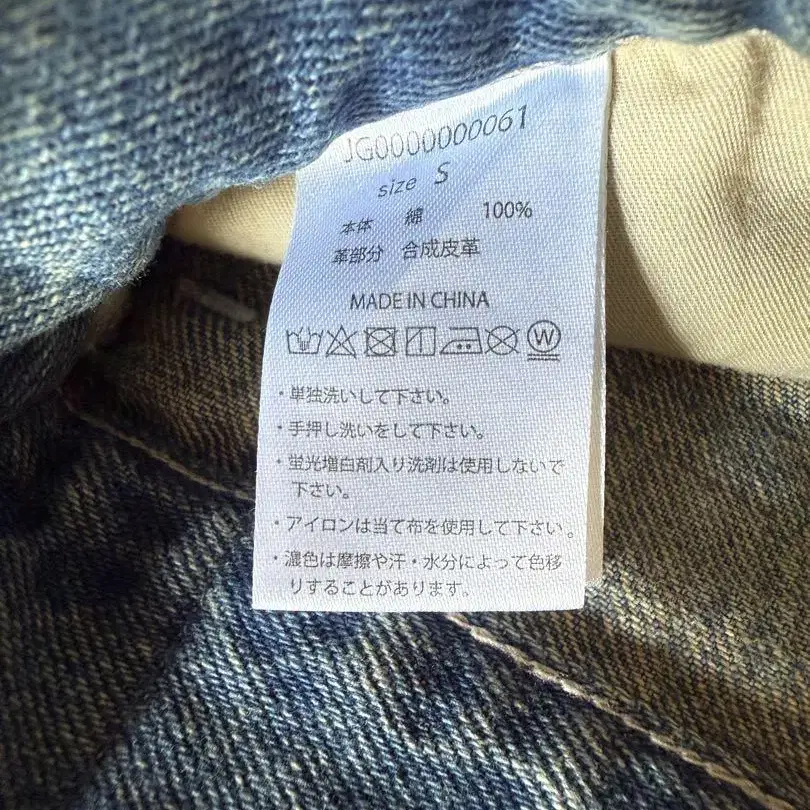 JG0000000061
size S
本体 綿 100%
革部分 合成皮革
MADE IN CHINA
W
・単独洗いして下さい。
・手押し洗いをして下さい。
・蛍光増白剤入り洗剤は使用しないで
下さい。
・アイロンは当て布を使用して下さい。
・濃色は摩擦や汗・水分によって色移
りすることがあります。